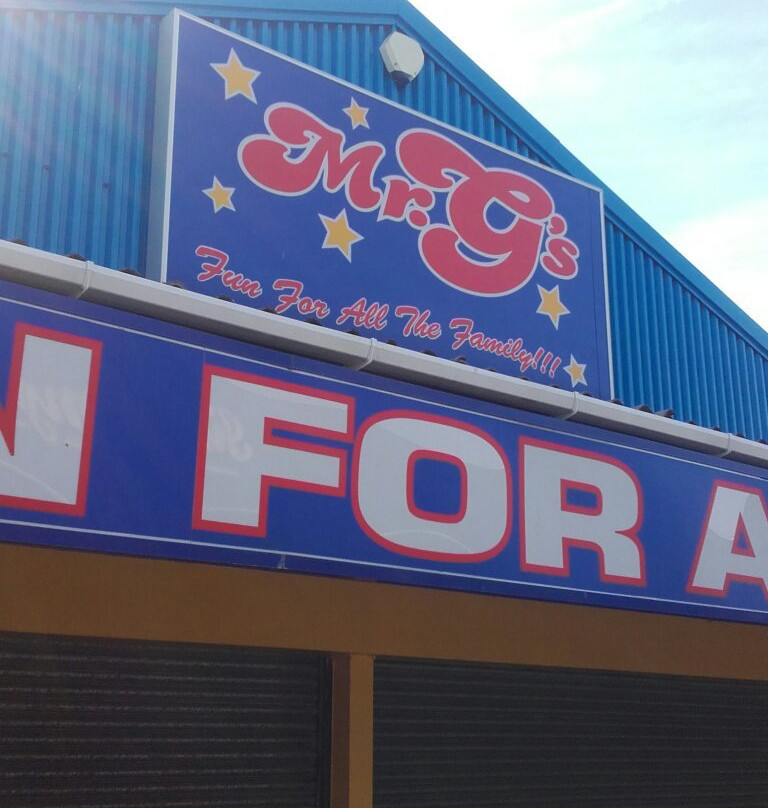 Mr. G's
Fun For All The Family!!!
N FOR A